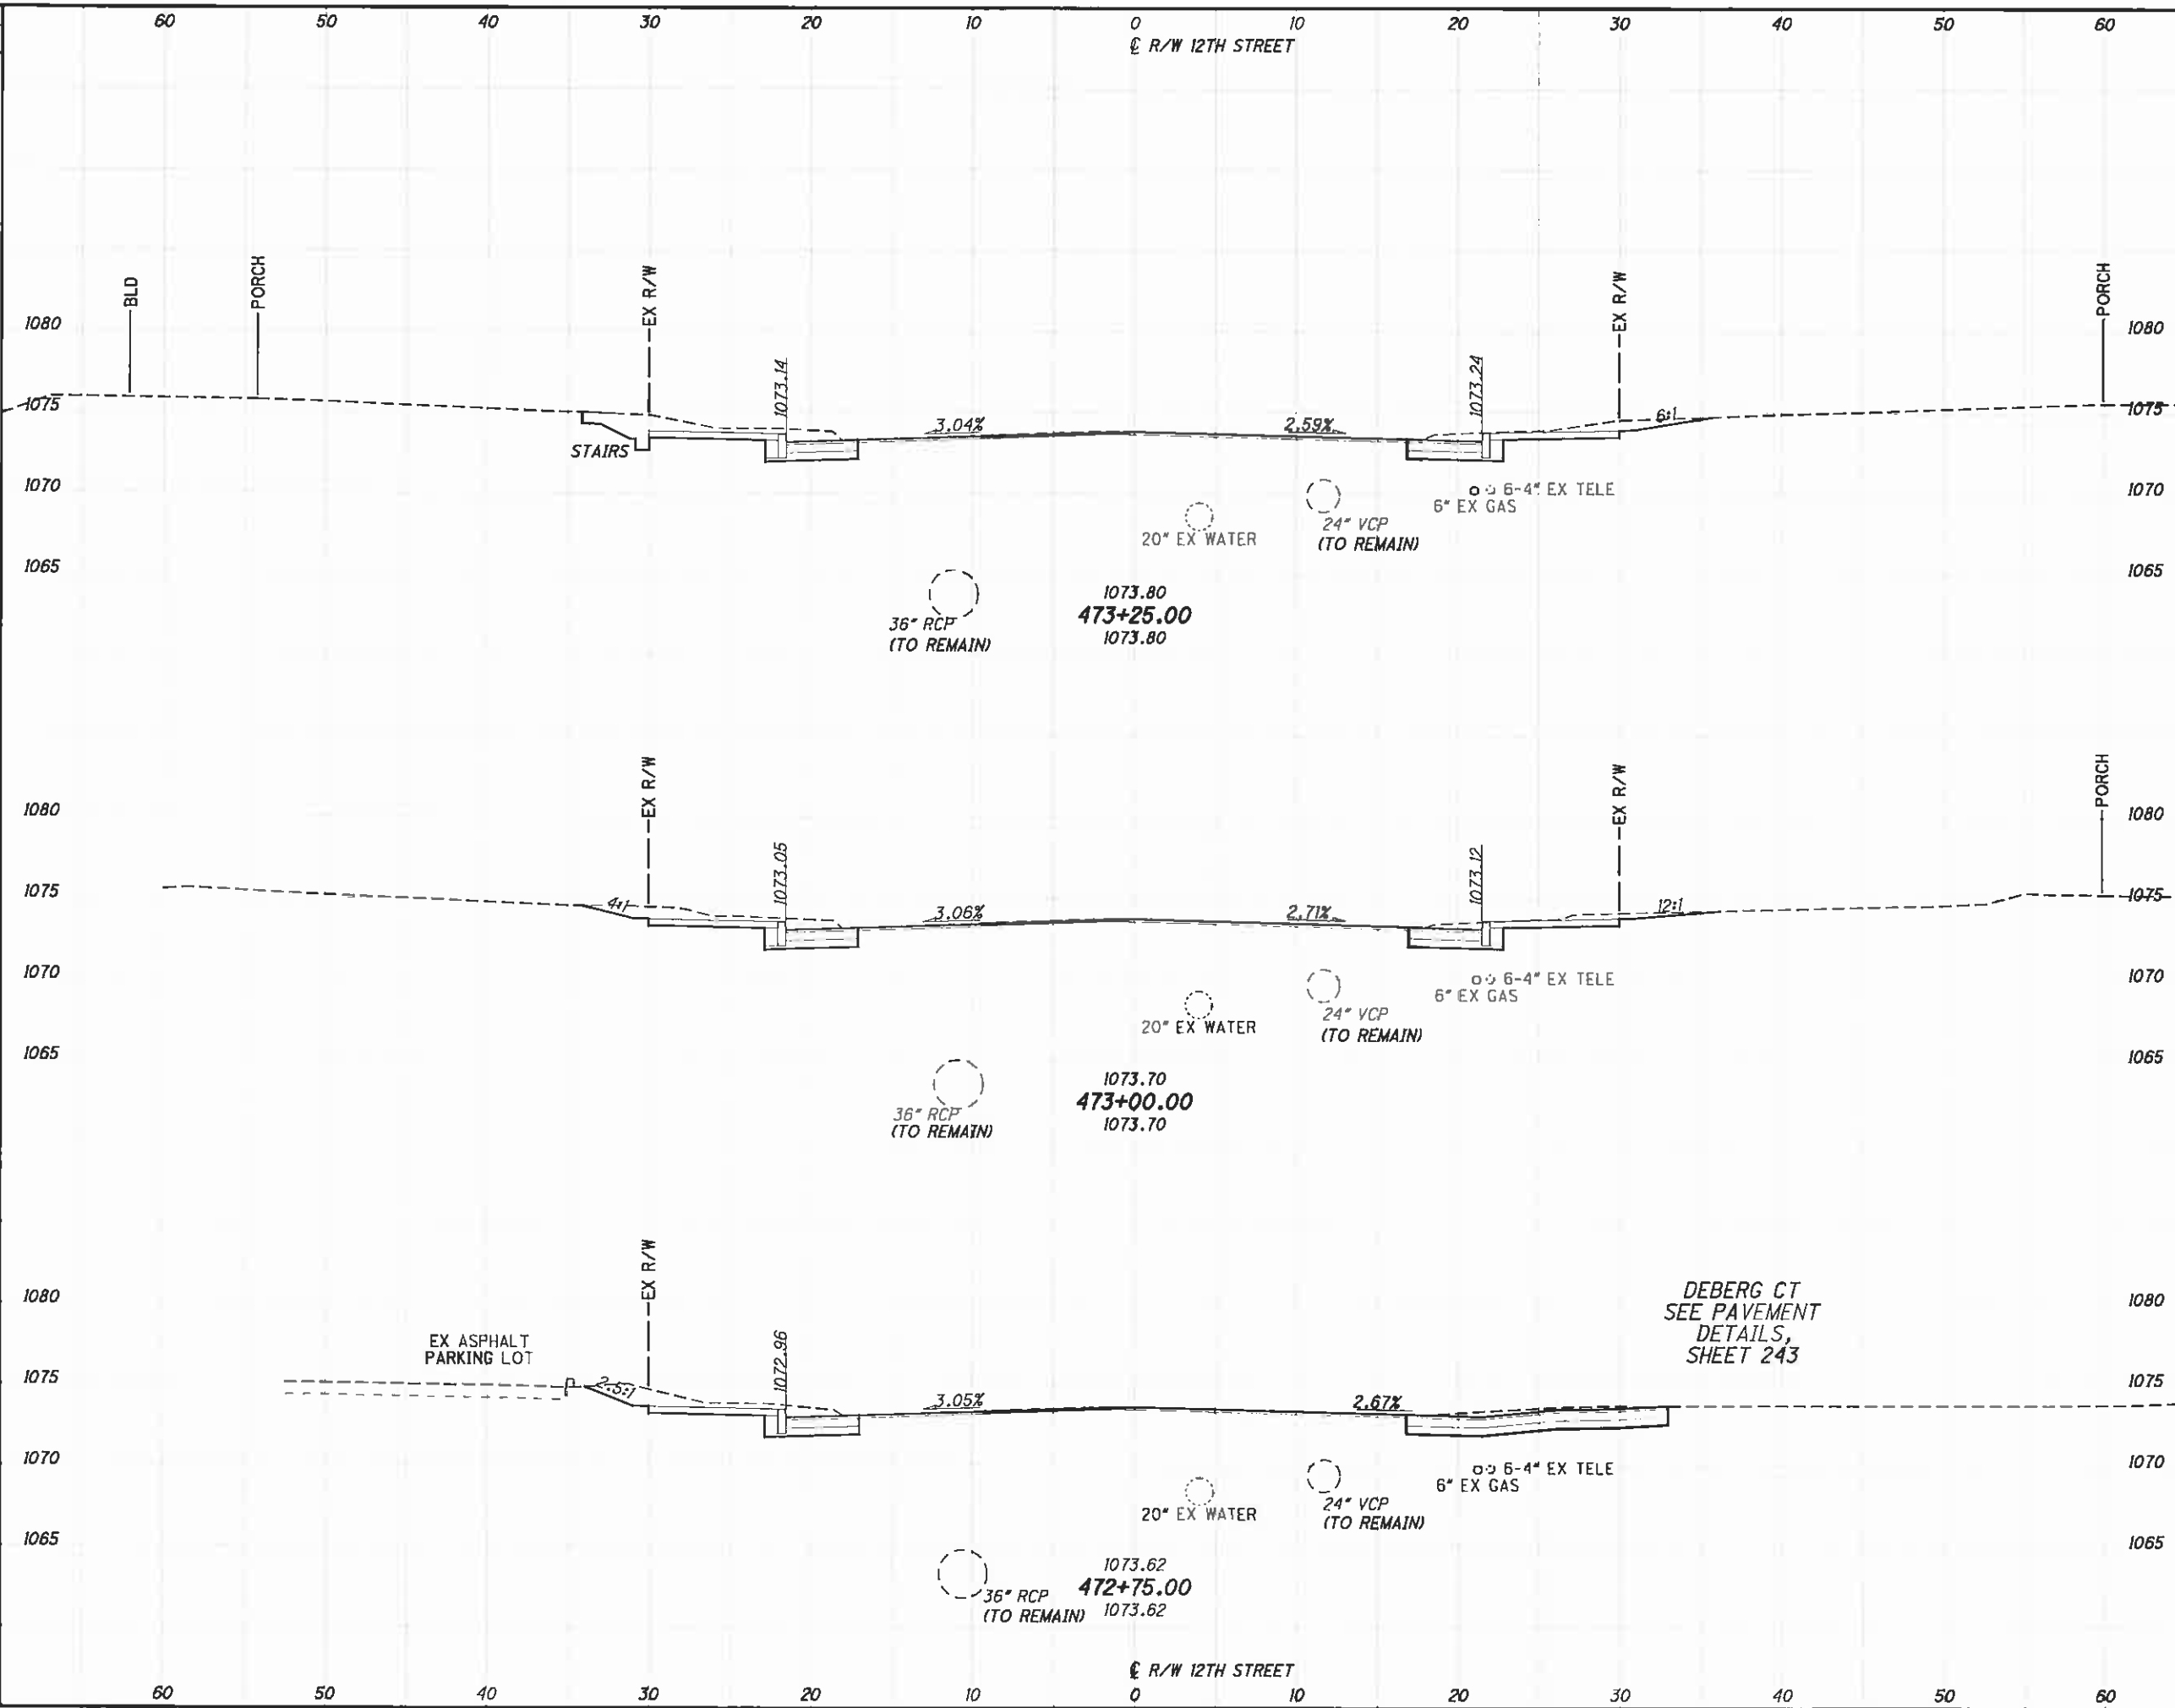 60 50 40 30 20 10 0 10 20 30 40 50 60
℄ R/W 12TH STREET
BLD
PORCH
EX R/W
EX R/W
PORCH
1080
1080
1073.14
1073.24
1075
3.04%
2.59%
6:1
1075
STAIRS
1070
6-4" EX TELE
1070
6" EX GAS
20" EX WATER
24" VCP
(TO REMAIN)
1065
1065
36" RCP
(TO REMAIN)
1073.80
473+25.00
1073.80
EX R/W
EX R/W
PORCH
1080
1080
1073.05
1073.12
1075
4:1
3.06%
2.71%
12:1
1075
1070
6-4" EX TELE
1070
6" EX GAS
20" EX WATER
24" VCP
(TO REMAIN)
1065
1065
36" RCP
(TO REMAIN)
1073.70
473+00.00
1073.70
EX R/W
1080
1080
DEBERG CT
SEE PAVEMENT
DETAILS,
SHEET 243
EX ASPHALT
PARKING LOT
1072.96
1075
2.5:1
3.05%
2.67%
1075
1070
6-4" EX TELE
1070
6" EX GAS
20" EX WATER
24" VCP
(TO REMAIN)
1065
1065
36" RCP
(TO REMAIN)
1073.62
472+75.00
1073.62
℄ R/W 12TH STREET
60 50 40 30 20 10 0 10 20 30 40 50 60